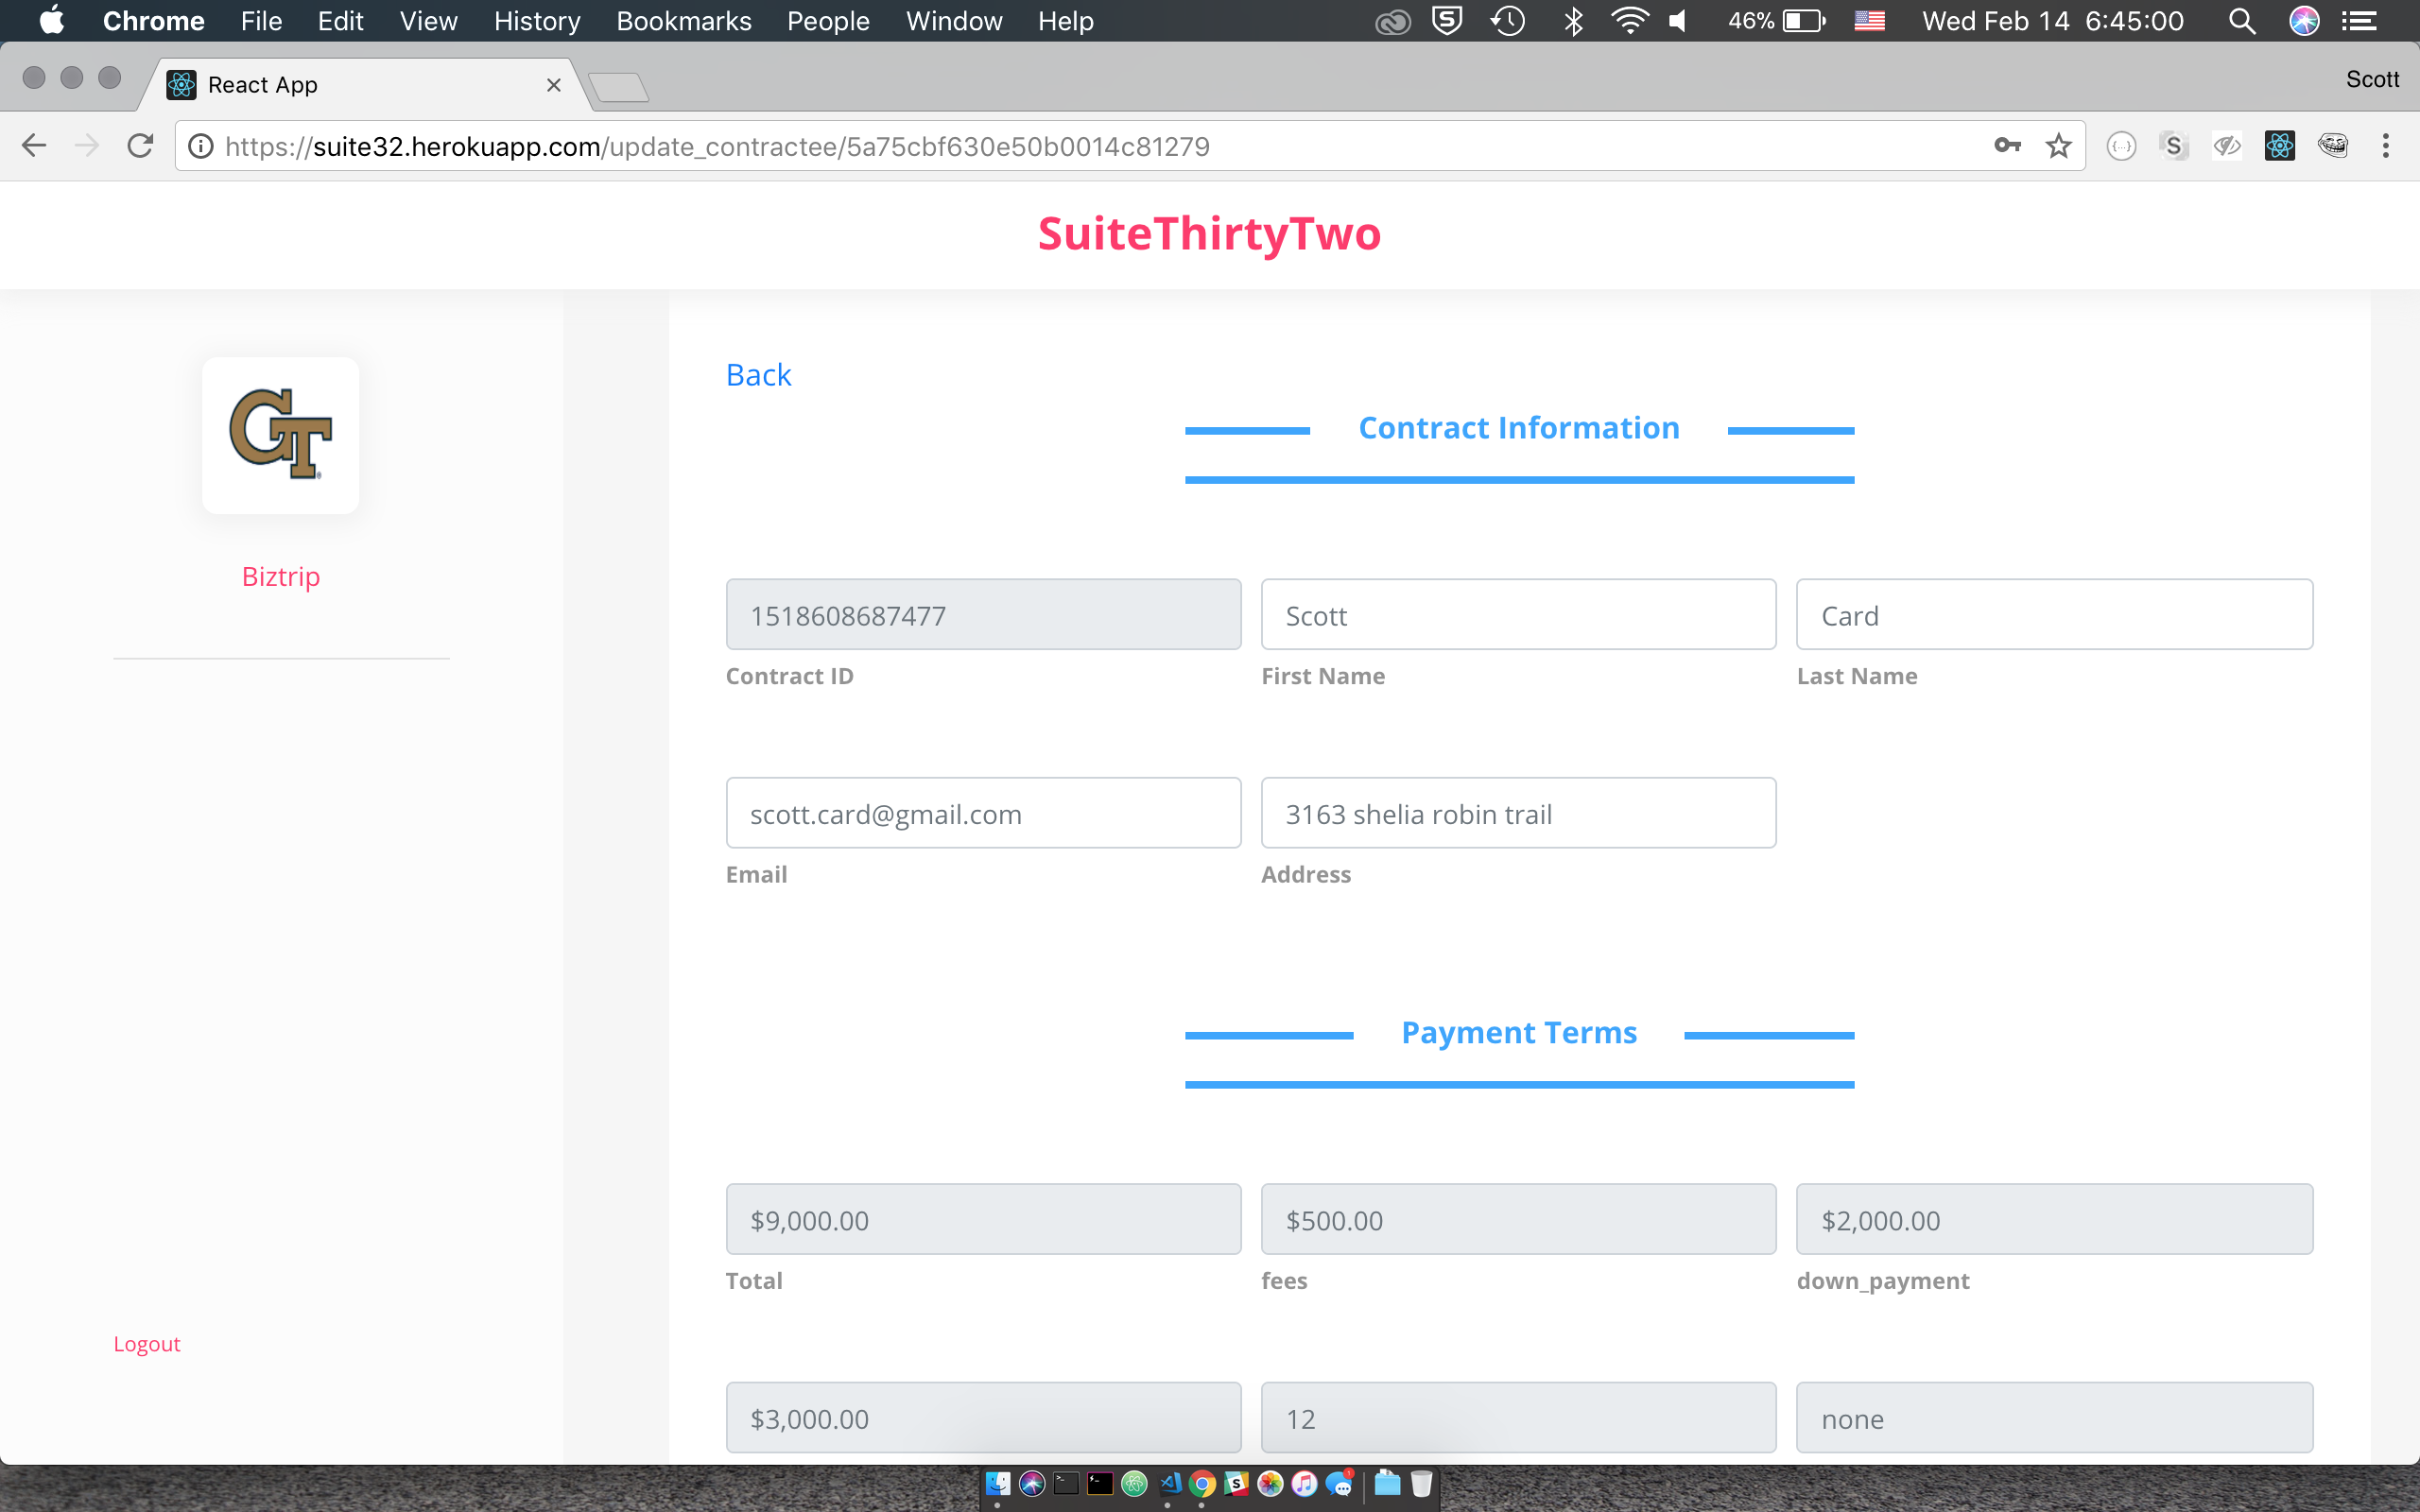 Chrome File Edit View History Bookmarks People Window Help 46% Wed Feb 14 6:45:00
React App Scott
https://suite32.herokuapp.com/update_contractee/5a75cbf630e50b0014c81279
SuiteThirtyTwo
GT
Biztrip
Logout
Back
Contract Information
1518608687477 Scott Card
Contract ID First Name Last Name
scott.card@gmail.com 3163 shelia robin trail
Email Address
Payment Terms
$9,000.00 $500.00 $2,000.00
Total fees down_payment
$3,000.00 12 none